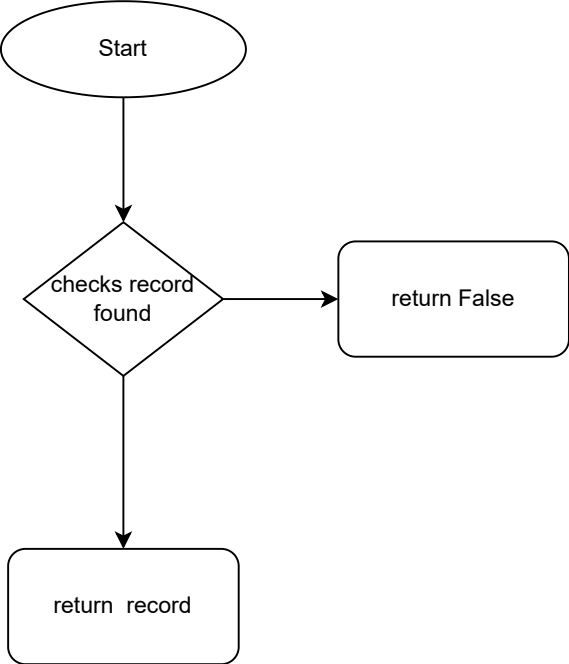 Start
checks record
found
return False
return  record